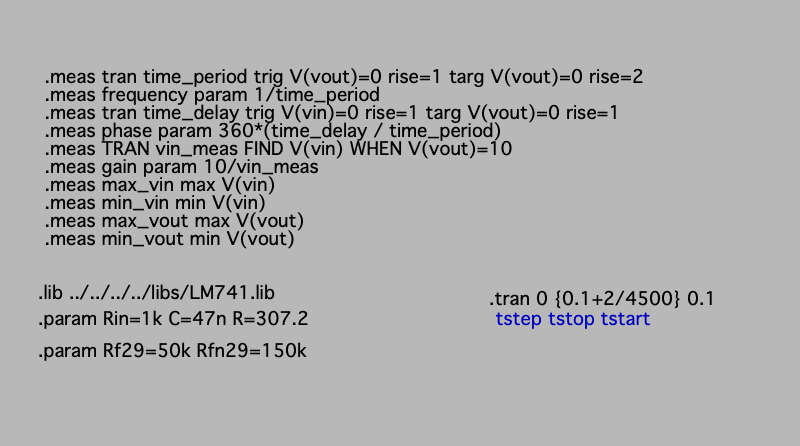 .meas tran time_period trig V(vout)=0 rise=1 targ V(vout)=0 rise=2
.meas frequency param 1/time_period
.meas tran time_delay trig V(vin)=0 rise=1 targ V(vout)=0 rise=1
.meas phase param 360*(time_delay / time_period)
.meas TRAN vin_meas FIND V(vin) WHEN V(vout)=10
.meas gain param 10/vin_meas
.meas max_vin max V(vin)
.meas min_vin min V(vin)
.meas max_vout max V(vout)
.meas min_vout min V(vout)
.lib ../../../../libs/LM741.lib
.param Rin=1k C=47n R=307.2
.param Rf29=50k Rfn29=150k
.tran 0 {0.1+2/4500} 0.1
tstep tstop tstart